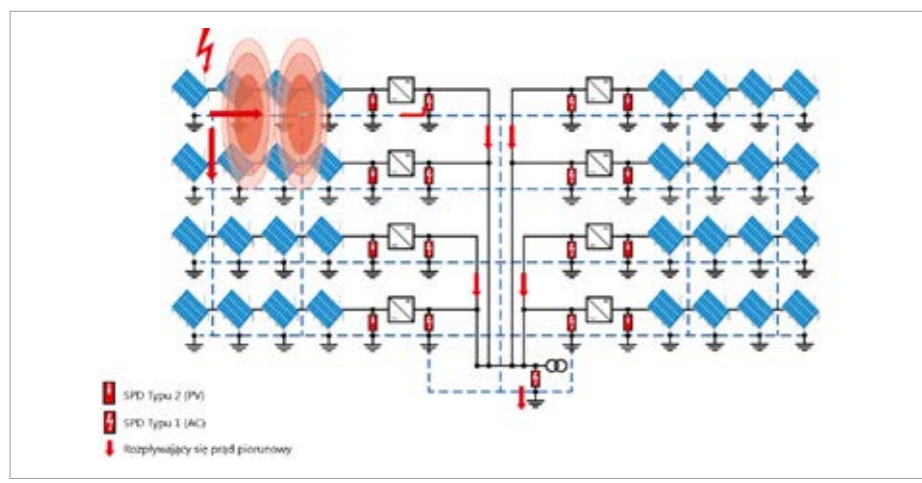 SPD Typu 2 (PV)
SPD Typu 1 (AC)
Rozpływający się prąd piorunowy